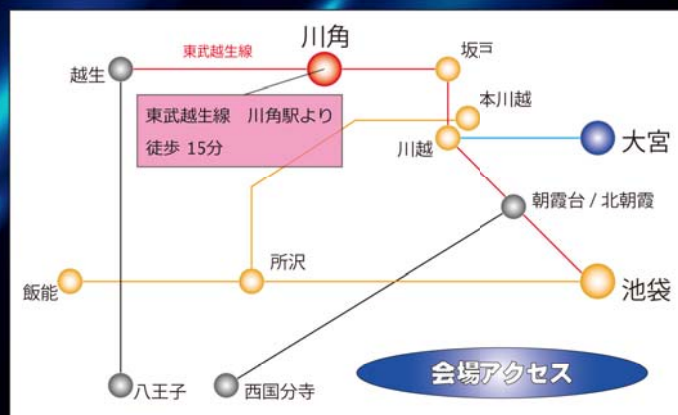 川角
東武越生線
坂戸
越生
本川越
東武越生線 川角駅より
徒歩 15分
川越
大宮
朝霞台 / 北朝霞
所沢
飯能
池袋
会場アクセス
八王子
西国分寺